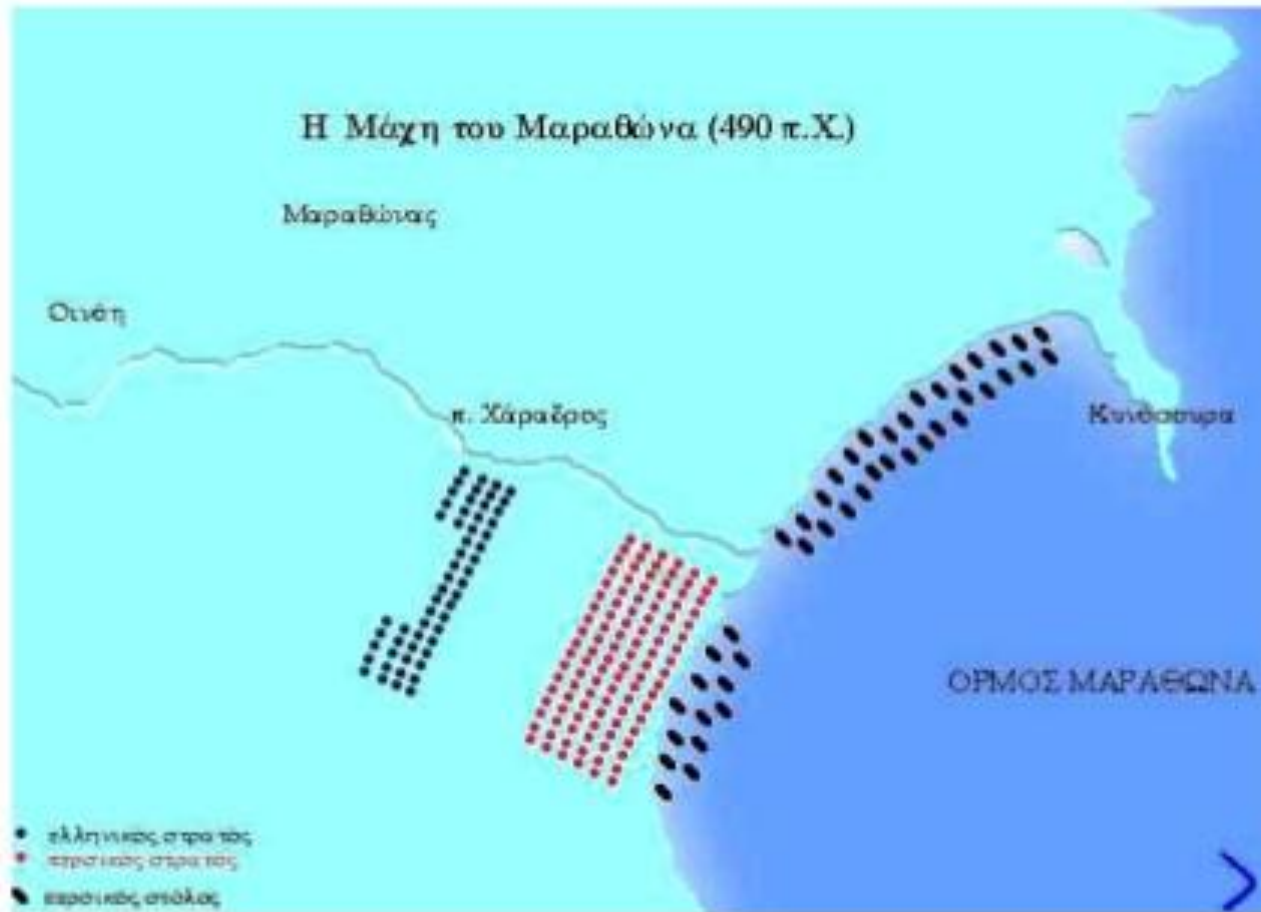 Η Μάχη του Μαραθώνα (490 π.Χ.)
Μαραθώνας
Οινόη
π. Χάραδρος
Κυνόσουρα
ΟΡΜΟΣ ΜΑΡΑΘΩΝΑ
ελληνικός στρατός
περσικός στρατός
περσικός στόλος